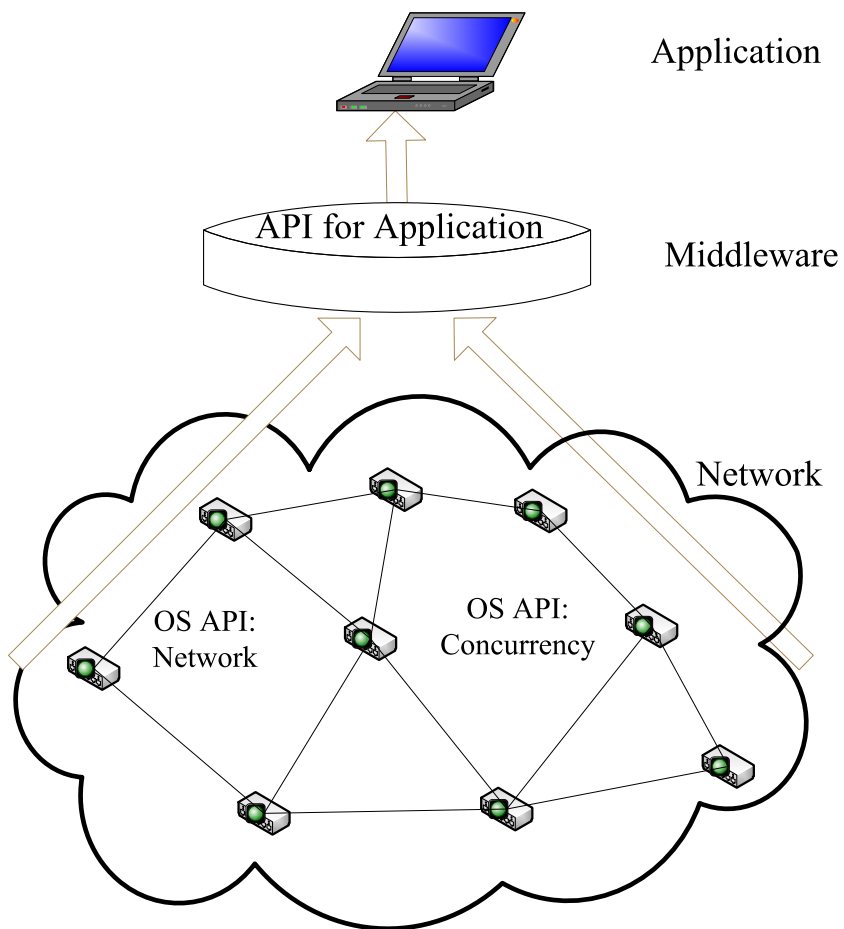 Application
API for Application
Middleware
Network
OS API:
Network
OS API:
Concurrency